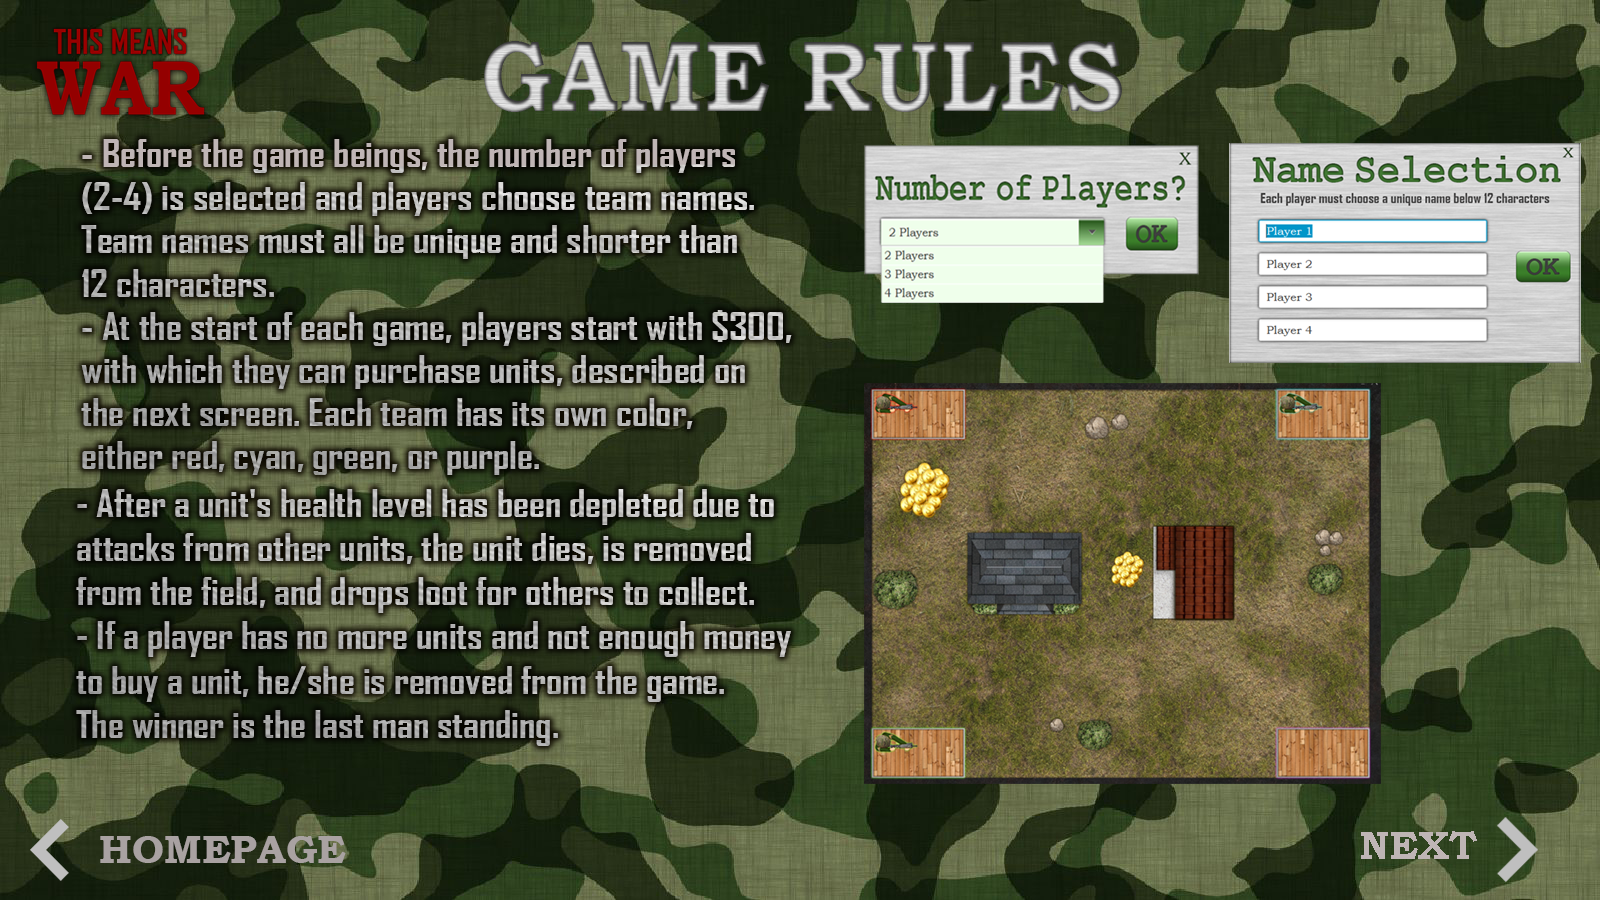 THIS MEANS
WAR
GAME RULES
- Before the game beings, the number of players
(2-4) is selected and players choose team names.
Team names must all be unique and shorter than
12 characters.
- At the start of each game, players start with $300,
with which they can purchase units, described on
the next screen. Each team has its own color,
either red, cyan, green, or purple.
- After a unit's health level has been depleted due to
attacks from other units, the unit dies, is removed
from the field, and drops loot for others to collect.
- If a player has no more units and not enough money
to buy a unit, he/she is removed from the game.
The winner is the last man standing.
X
Number of Players?
2 Players
OK
2 Players
3 Players
4 Players
X
Name Selection
Each player must choose a unique name below 12 characters
Player 1
Player 2
OK
Player 3
Player 4
HOMEPAGE
NEXT